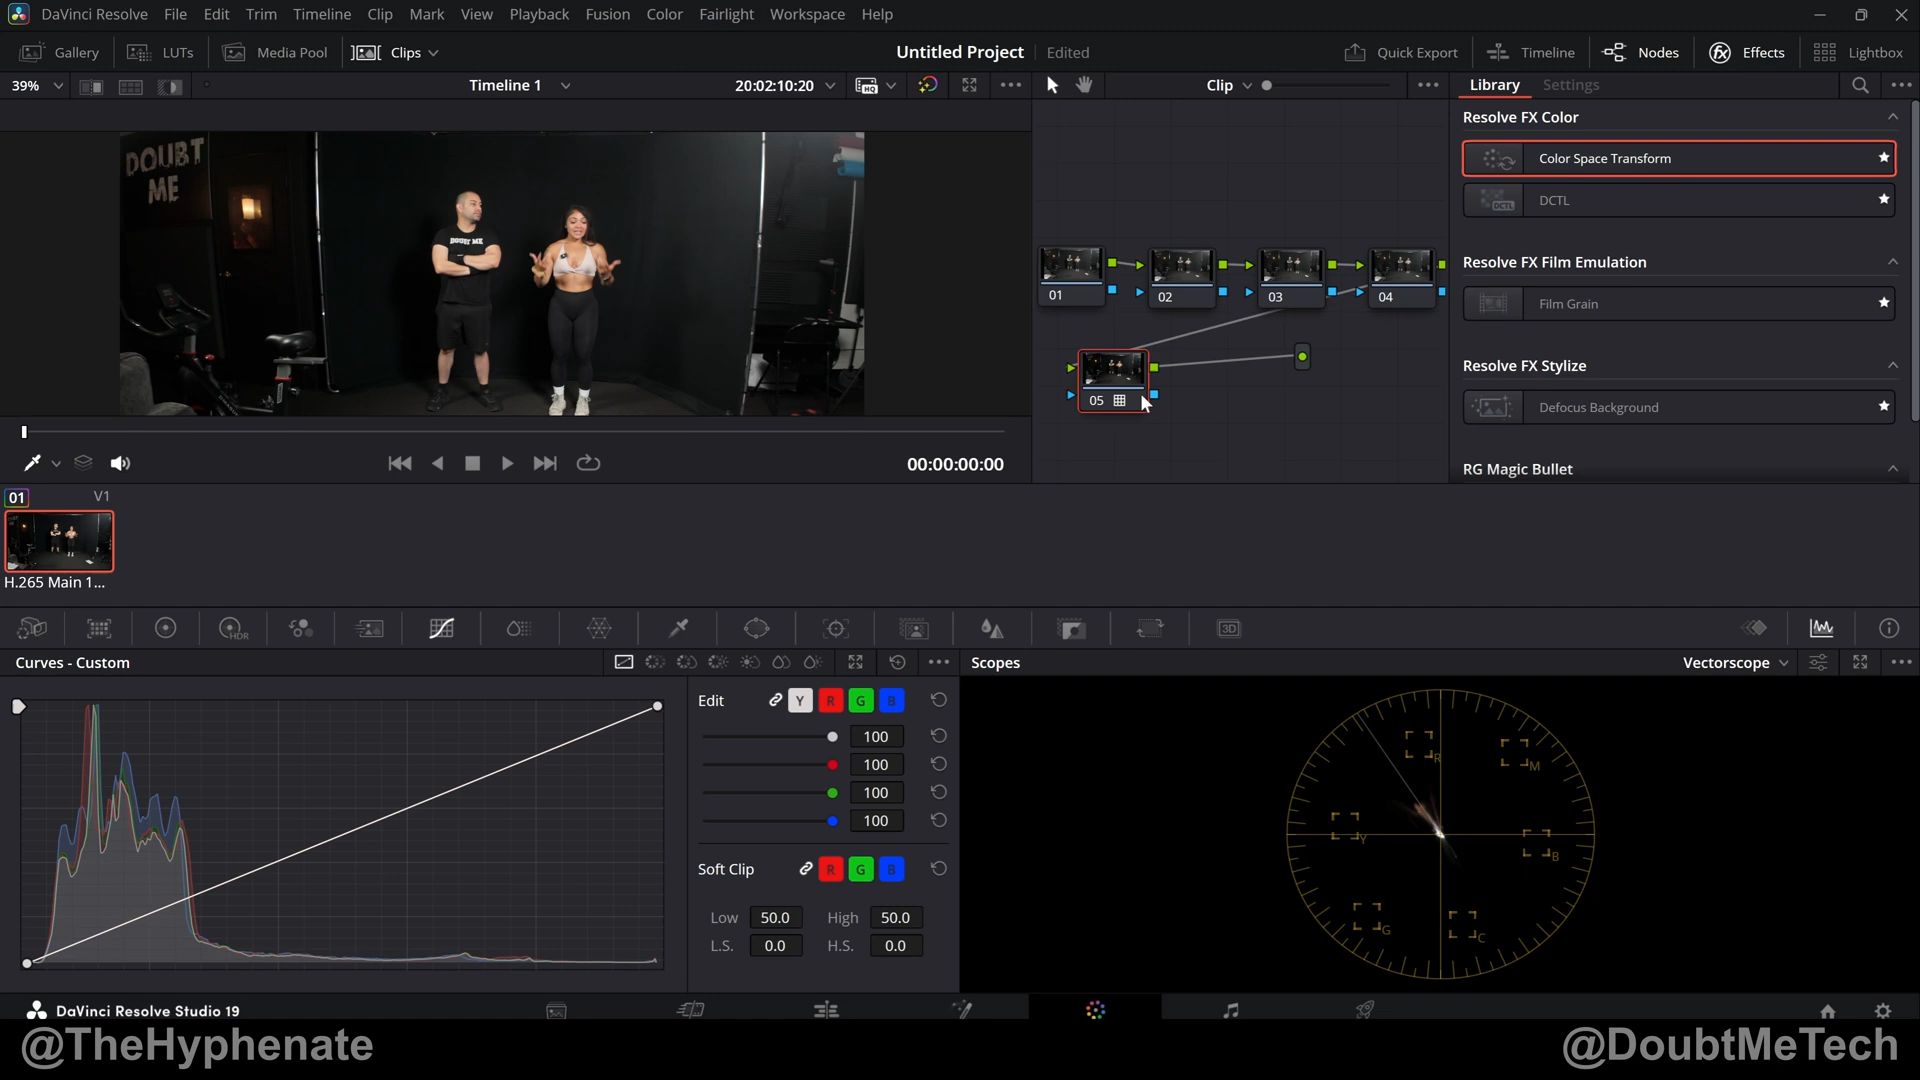 DaVinci Resolve File Edit Trim Timeline Clip Mark View Playback Fusion Color Fairlight Workspace Help
Gallery LUTs Media Pool Clips Untitled Project Edited Quick Export Timeline Nodes Effects Lightbox
39% Timeline 1 20:02:10:20 HQ Clip Library Settings
Resolve FX Color
Color Space Transform
DCTL
DCTL
Resolve FX Film Emulation
Film Grain
Resolve FX Stylize
Defocus Background
RG Magic Bullet
DOUBT
ME
DOUBT ME
01 02 03 04
05
00:00:00:00
01 V1
H.265 Main 1...
HDR 3D
Curves - Custom
Scopes Vectorscope
Edit Y R G B
100
100
100
100
Soft Clip R G B
Low 50.0 High 50.0
L.S. 0.0 H.S. 0.0
R
M
Y
B
G
C
DaVinci Resolve Studio 19
@TheHyphenate @DoubtMeTech